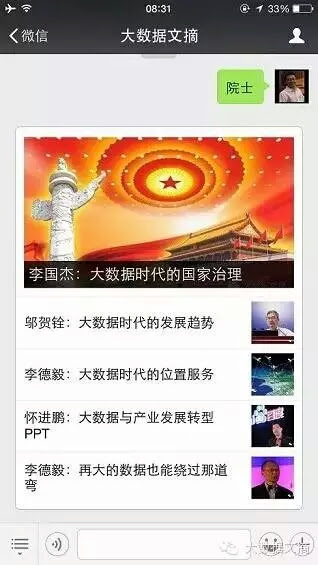 08:31
33%
微信
大数据文摘
院士
李国杰：大数据时代的国家治理
邬贺铨：大数据时代的发展趋势
李德毅：大数据时代的位置服务
怀进鹏：大数据与产业发展转型
PPT
李德毅：再大的数据也能绕过那道
弯
大数据文摘